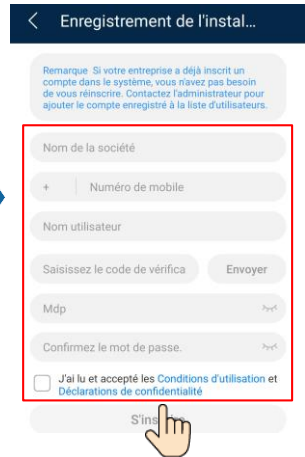 Enregistrement de l'instal...
Remarque Si votre entreprise a déjà inscrit un
compte dans le système, vous n'avez pas besoin
de vous réinscrire. Contactez l'administrateur pour
ajouter le compte enregistré à la liste d'utilisateurs.
Nom de la société
+ Numéro de mobile
Nom utilisateur
Saisissez le code de vérifica Envoyer
Mdp
Confirmez le mot de passe.
J'ai lu et accepté les Conditions d'utilisation et
Déclarations de confidentialité